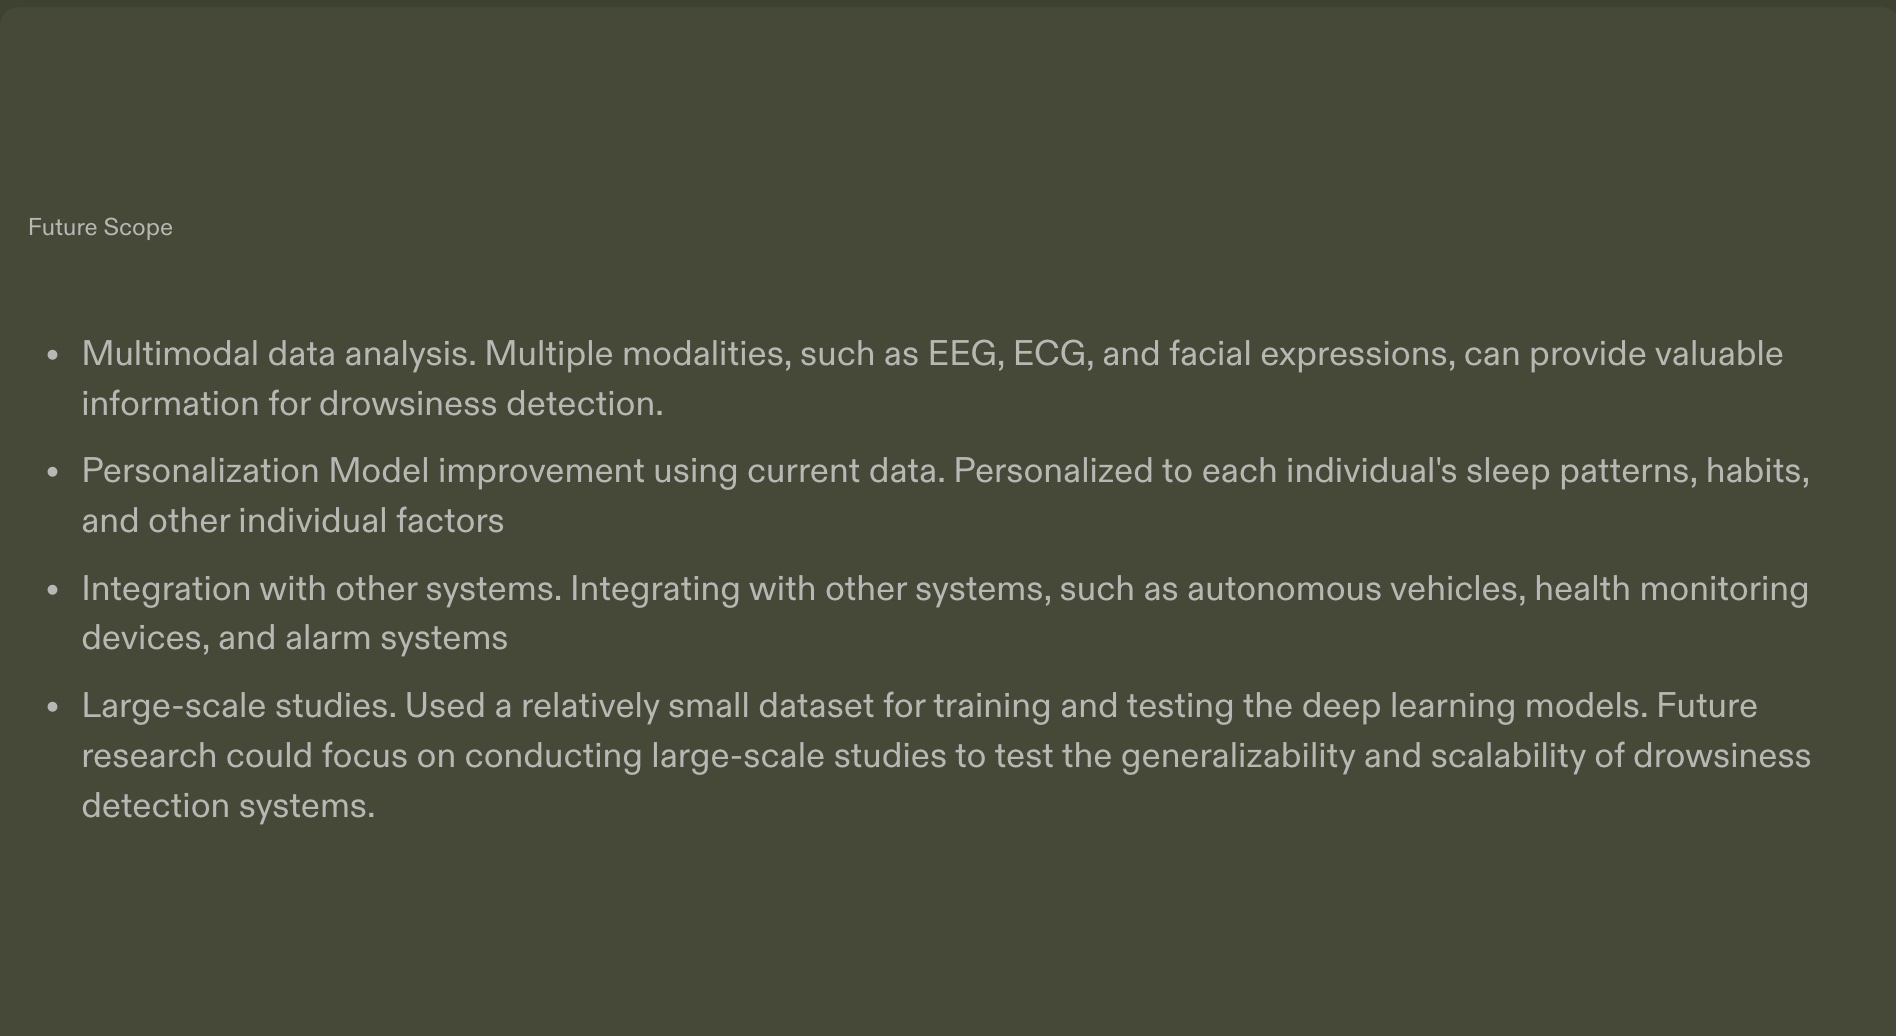 Future Scope
• Multimodal data analysis. Multiple modalities, such as EEG, ECG, and facial expressions, can provide valuable
information for drowsiness detection.
• Personalization Model improvement using current data. Personalized to each individual's sleep patterns, habits,
and other individual factors
• Integration with other systems. Integrating with other systems, such as autonomous vehicles, health monitoring
devices, and alarm systems
• Large-scale studies. Used a relatively small dataset for training and testing the deep learning models. Future
research could focus on conducting large-scale studies to test the generalizability and scalability of drowsiness
detection systems.